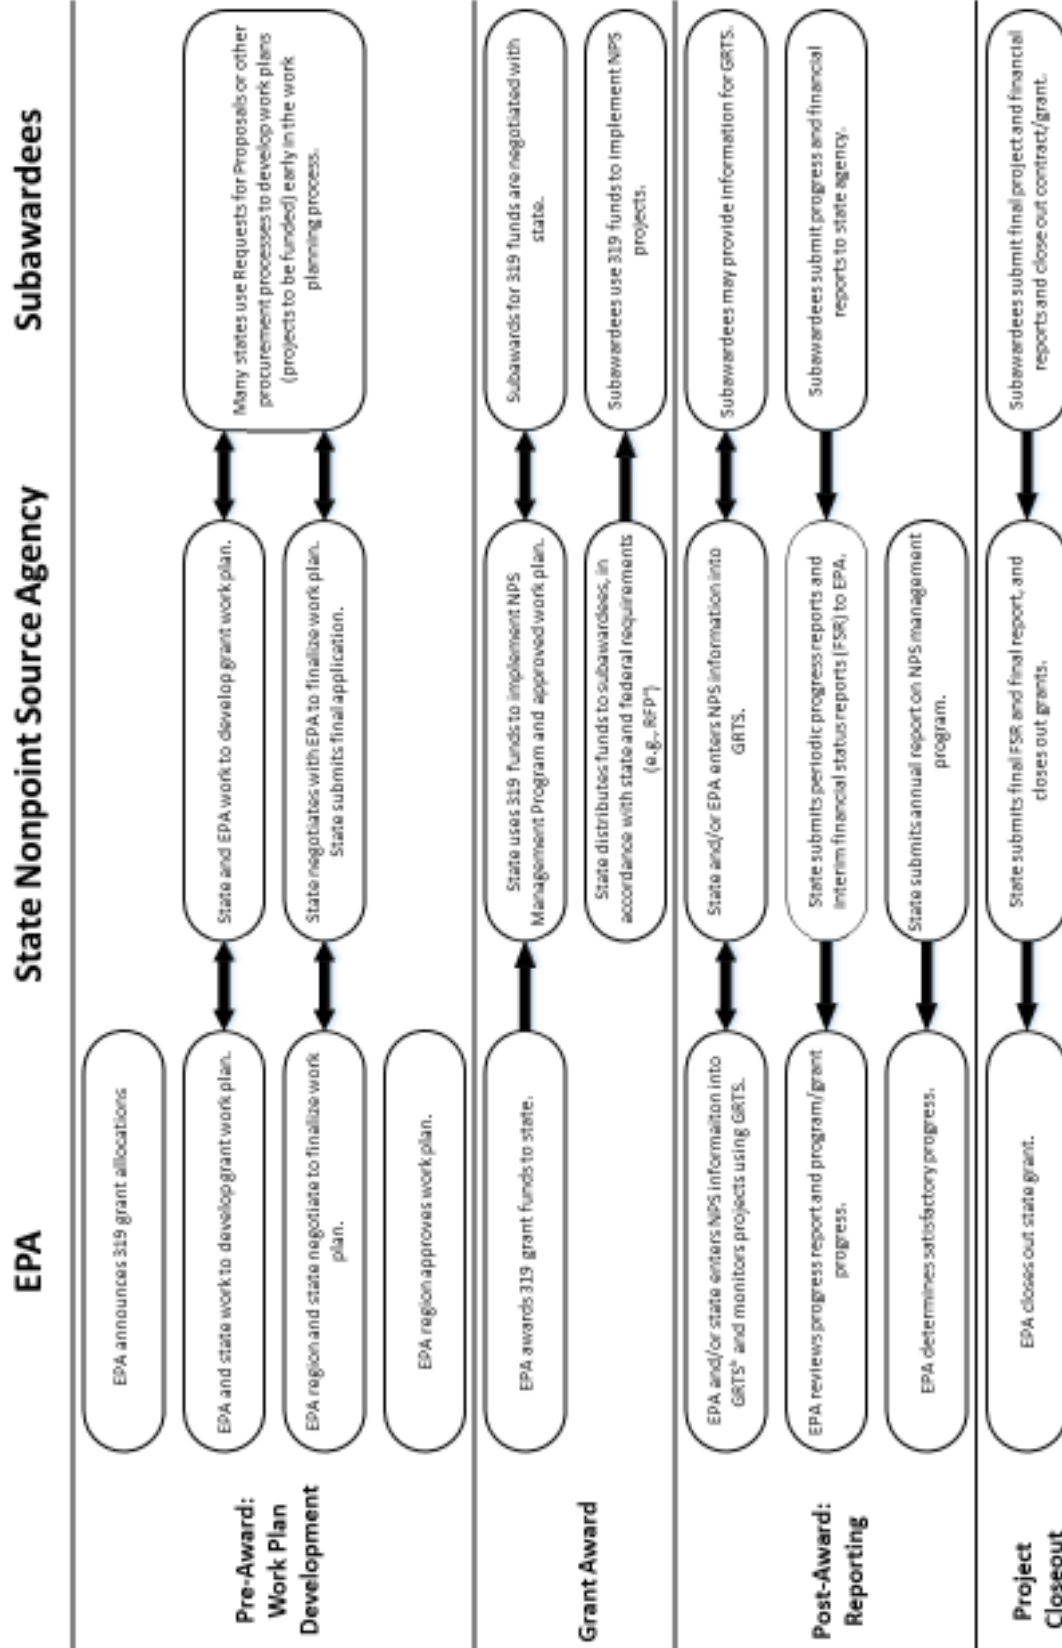 EPA
State Nonpoint Source Agency
Subawardees
Pre-Award:
Work Plan
Development
EPA announces 319 grant allocations
EPA and state work to develop grant work plan.
State and EPA work to develop grant work plan.
Many states use Requests for Proposals or other
procurement processes to develop work plans
(projects to be funded) early in the work
planning process.
EPA region and state negotiate to finalize work
plan.
State negotiates with EPA to finalize work plan.
State submits final application.
EPA region approves work plan.
Grant Award
EPA awards 319 grant funds to state.
State uses 319 funds to implement NPS
Management Program and approved work plan.
Subawards for 319 funds are negotiated with
state.
State distributes funds to subawardees, in
accordance with state and federal requirements
(e.g., RFPᵃ)
Subawardees use 319 funds to implement NPS
projects.
Post-Award:
Reporting
EPA and/or state enters NPS informaiton into
GRTSᵇ and monitors projects using GRTS.
State and/or EPA enters NPS information into
GRTS.
Subawardees may provide information for GRTS.
EPA reviews progress report and program/grant
progress.
State submits periodic progress reports and
interim financial status reports (FSR) to EPA.
Subawardees submit progress and financial
reports to state agency.
EPA determines satisfactory progress.
State submits annual report on NPS management
program.
Project
Closeout
EPA closes out state grant.
State submits final FSR and final report, and
closes out grants.
Subawardees submit final project and financial
reports and close out contract/grant.